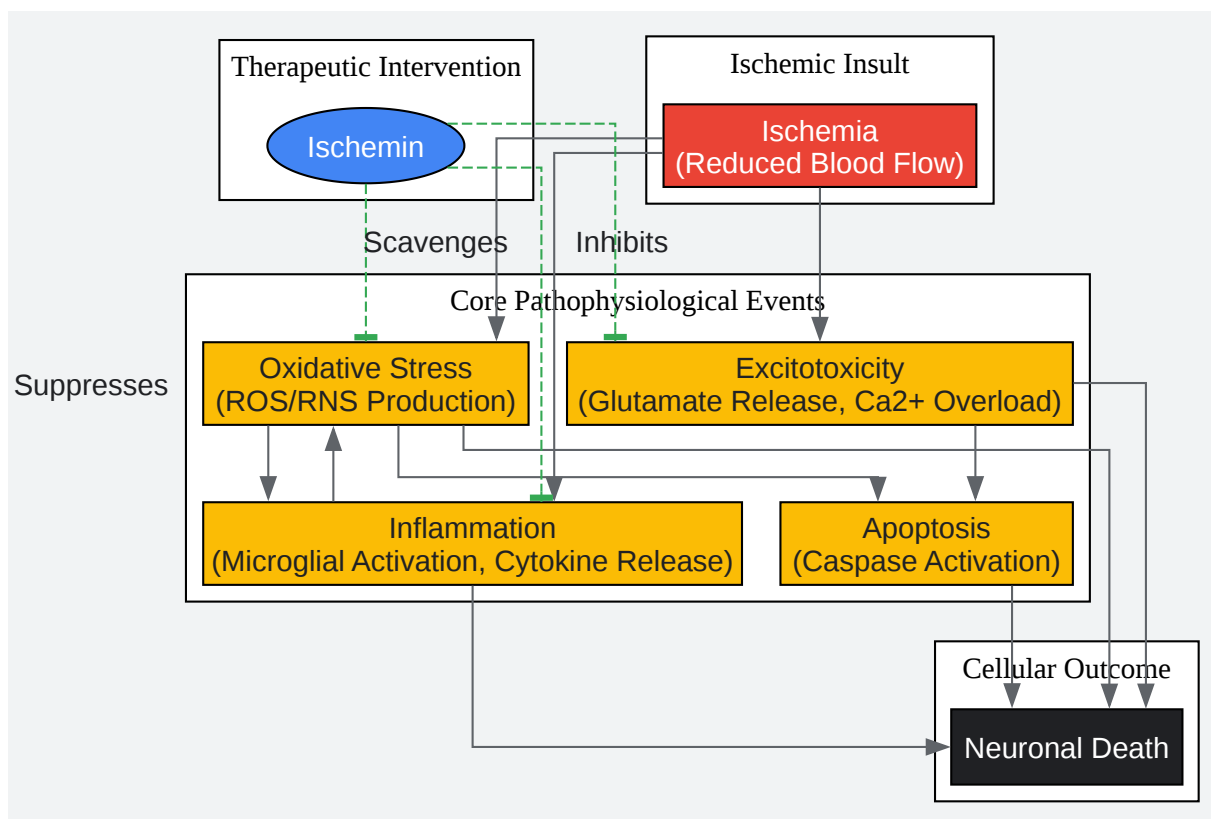 Therapeutic Intervention
Ischemic Insult
Ischemin
Ischemia
(Reduced Blood Flow)
Scavenges
Inhibits
Core Pathophysiological Events
Suppresses
Oxidative Stress
(ROS/RNS Production)
Excitotoxicity
(Glutamate Release, Ca2+ Overload)
Inflammation
(Microglial Activation, Cytokine Release)
Apoptosis
(Caspase Activation)
Cellular Outcome
Neuronal Death